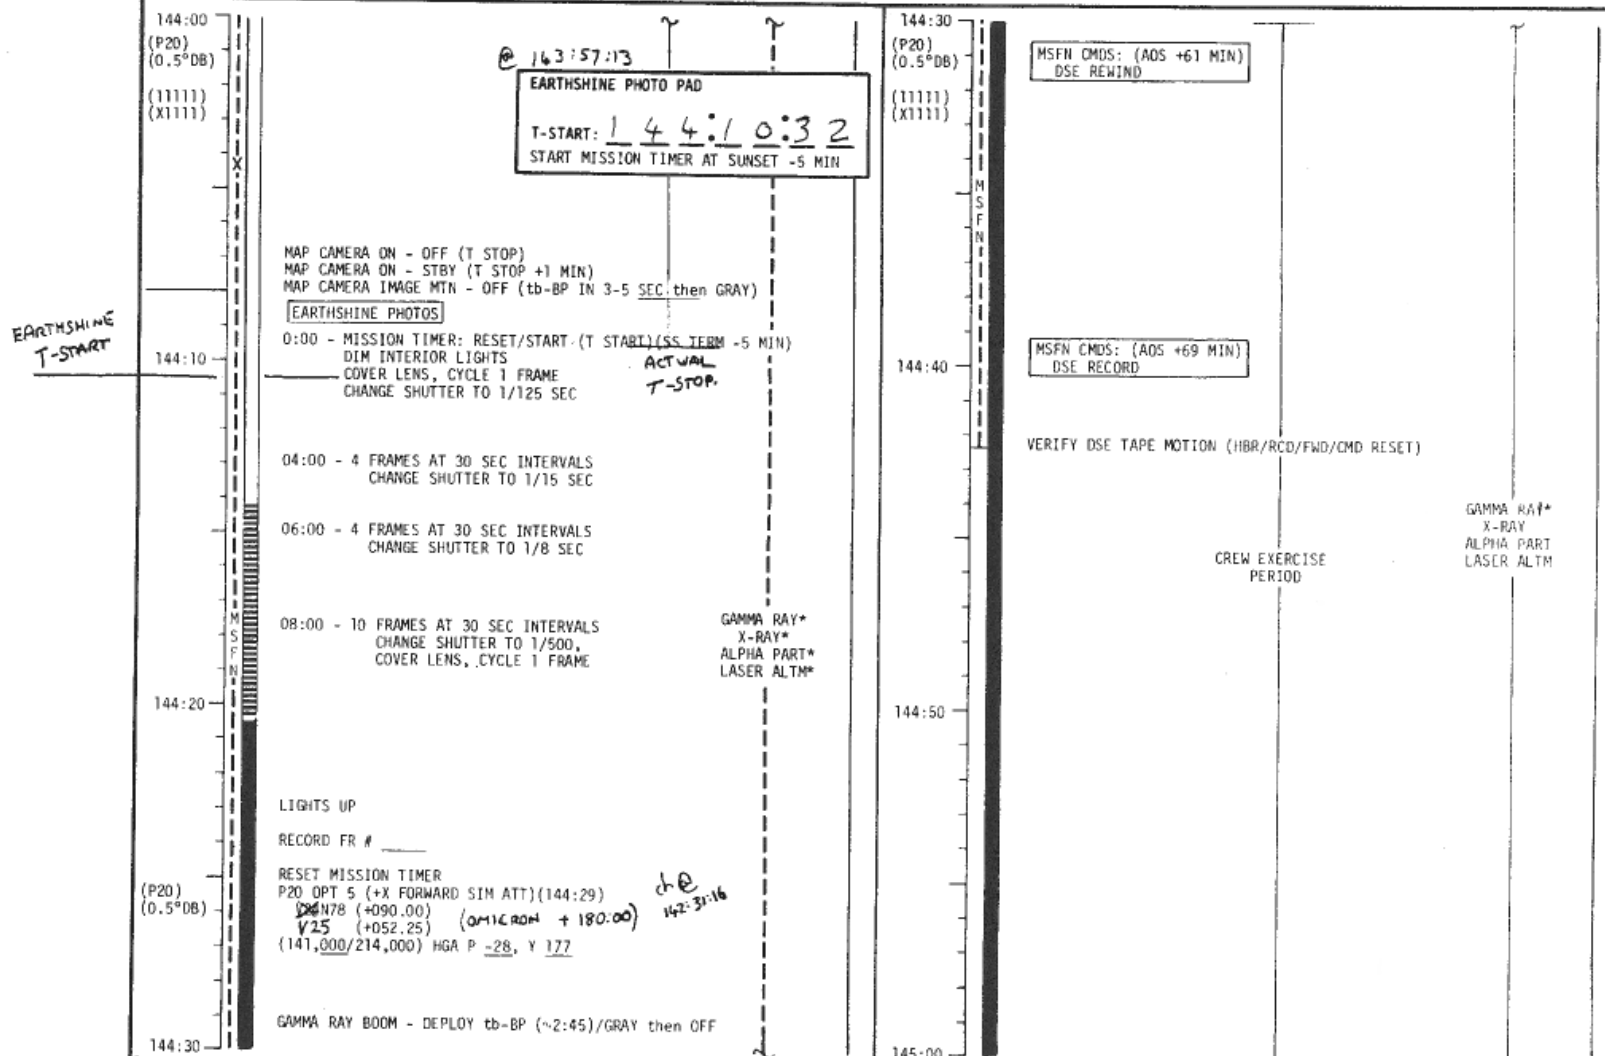 144:00
(P20)
(0.5°DB)
(11111)
(X1111)
X
@ 143:57:13
EARTHSHINE PHOTO PAD
T-START: 1 4 4:1 0:3 2
START MISSION TIMER AT SUNSET -5 MIN
MAP CAMERA ON - OFF (T STOP)
MAP CAMERA ON - STBY (T STOP +1 MIN)
MAP CAMERA IMAGE MTN - OFF (tb-BP IN 3-5 SEC then GRAY)
EARTHSHINE PHOTOS
EARTHSHINE
T-START
144:10
0:00 - MISSION TIMER: RESET/START (T START)(SS TERM -5 MIN)
DIM INTERIOR LIGHTS
COVER LENS, CYCLE 1 FRAME
CHANGE SHUTTER TO 1/125 SEC
ACTUAL
T-STOP.
04:00 - 4 FRAMES AT 30 SEC INTERVALS
CHANGE SHUTTER TO 1/15 SEC
06:00 - 4 FRAMES AT 30 SEC INTERVALS
CHANGE SHUTTER TO 1/8 SEC
MSFN
08:00 - 10 FRAMES AT 30 SEC INTERVALS
CHANGE SHUTTER TO 1/500,
COVER LENS, CYCLE 1 FRAME
GAMMA RAY*
X-RAY*
ALPHA PART*
LASER ALTM*
144:20
LIGHTS UP
RECORD FR # ____
RESET MISSION TIMER
(P20)
(0.5°DB)
P20 OPT 5 (+X FORWARD SIM ATT)(144:29)
N78 (+090.00)
V25 (+052.25)
(OMICRON + 180.00)
ch @
142:31:16
(141,000/214,000) HGA P -28, Y 177
GAMMA RAY BOOM - DEPLOY tb-BP (~2:45)/GRAY then OFF
144:30
144:30
(P20)
(0.5°DB)
(11111)
(X1111)
MSFN CMDS: (AOS +61 MIN)
DSE REWIND
MSFN
MSFN CMDS: (AOS +69 MIN)
DSE RECORD
144:40
VERIFY DSE TAPE MOTION (HBR/RCD/FWD/CMD RESET)
CREW EXERCISE
PERIOD
GAMMA RAY*
X-RAY
ALPHA PART
LASER ALTM
144:50
145:00